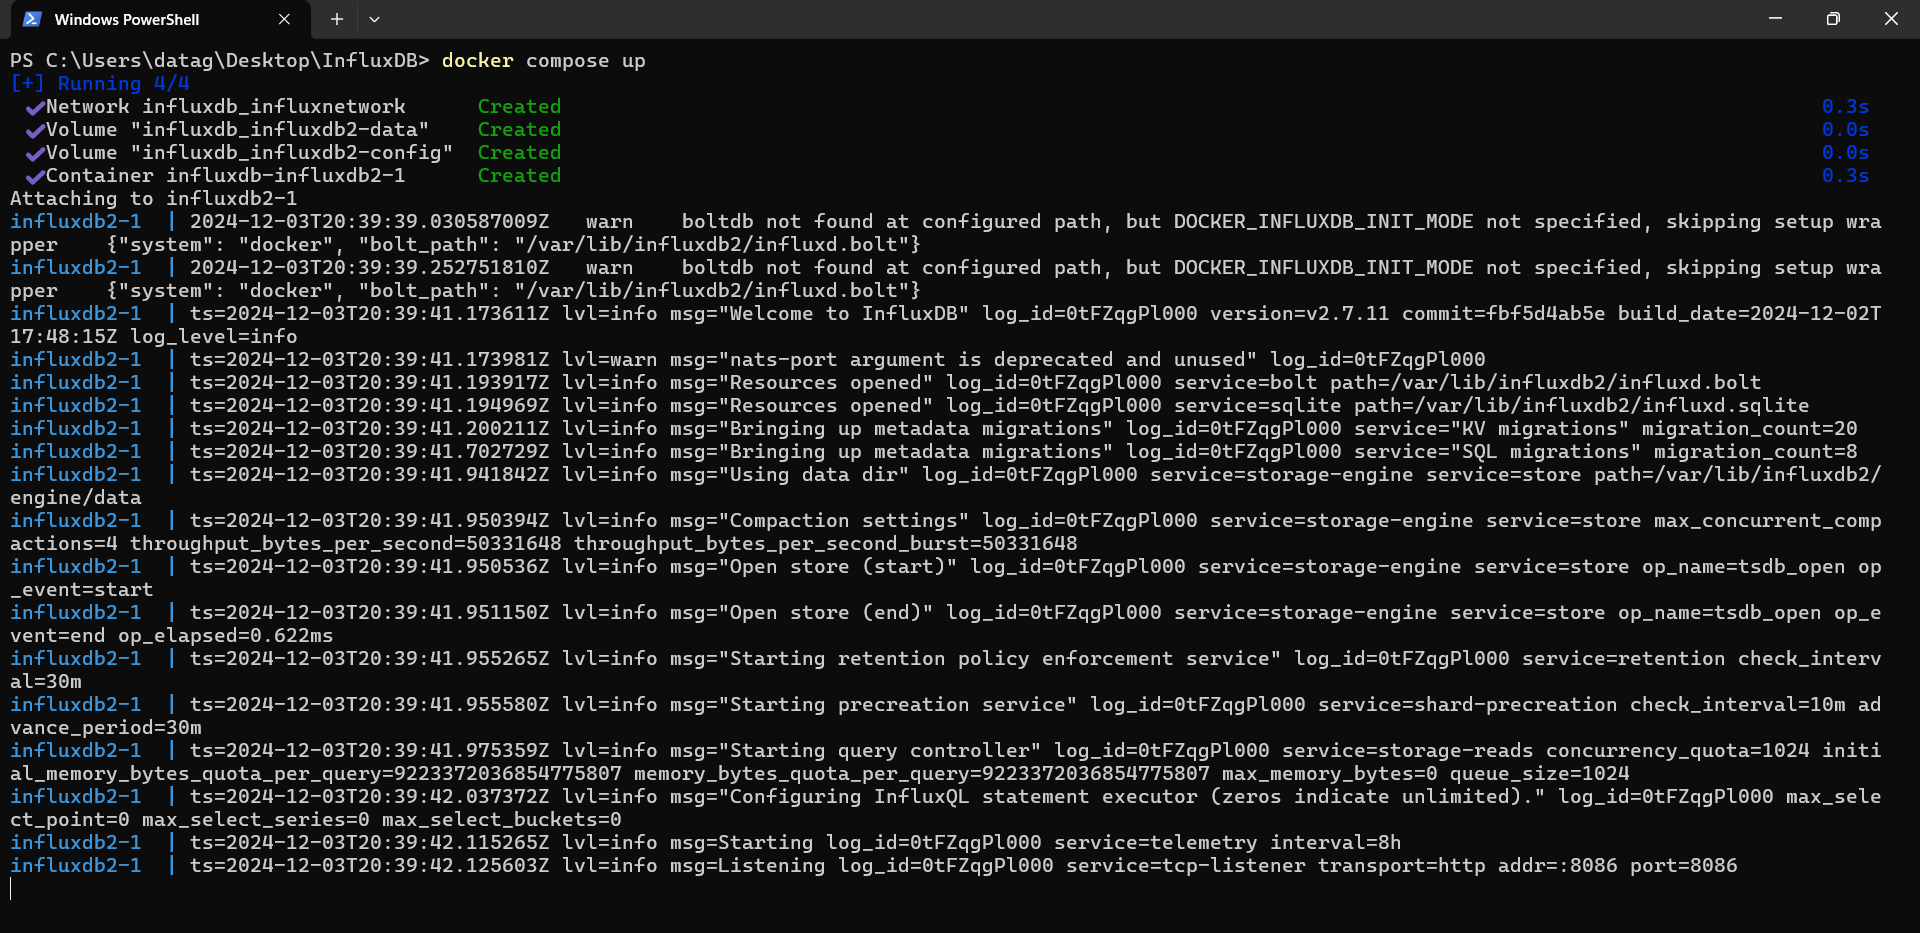 Windows PowerShell
PS C:\Users\datag\Desktop\InfluxDB> docker compose up
[+] Running 4/4
✔Network influxdb_influxnetwork Created 0.3s
✔Volume "influxdb_influxdb2-data" Created 0.0s
✔Volume "influxdb_influxdb2-config" Created 0.0s
✔Container influxdb-influxdb2-1 Created 0.3s
Attaching to influxdb2-1
influxdb2-1 | 2024-12-03T20:39:39.030587009Z warn boltdb not found at configured path, but DOCKER_INFLUXDB_INIT_MODE not specified, skipping setup wra
pper {"system": "docker", "bolt_path": "/var/lib/influxdb2/influxd.bolt"}
influxdb2-1 | 2024-12-03T20:39:39.252751810Z warn boltdb not found at configured path, but DOCKER_INFLUXDB_INIT_MODE not specified, skipping setup wra
pper {"system": "docker", "bolt_path": "/var/lib/influxdb2/influxd.bolt"}
influxdb2-1 | ts=2024-12-03T20:39:41.173611Z lvl=info msg="Welcome to InfluxDB" log_id=0tFZqgPl000 version=v2.7.11 commit=fbf5d4ab5e build_date=2024-12-02T
17:48:15Z log_level=info
influxdb2-1 | ts=2024-12-03T20:39:41.173981Z lvl=warn msg="nats-port argument is deprecated and unused" log_id=0tFZqgPl000
influxdb2-1 | ts=2024-12-03T20:39:41.193917Z lvl=info msg="Resources opened" log_id=0tFZqgPl000 service=bolt path=/var/lib/influxdb2/influxd.bolt
influxdb2-1 | ts=2024-12-03T20:39:41.194969Z lvl=info msg="Resources opened" log_id=0tFZqgPl000 service=sqlite path=/var/lib/influxdb2/influxd.sqlite
influxdb2-1 | ts=2024-12-03T20:39:41.200211Z lvl=info msg="Bringing up metadata migrations" log_id=0tFZqgPl000 service="KV migrations" migration_count=20
influxdb2-1 | ts=2024-12-03T20:39:41.702729Z lvl=info msg="Bringing up metadata migrations" log_id=0tFZqgPl000 service="SQL migrations" migration_count=8
influxdb2-1 | ts=2024-12-03T20:39:41.941842Z lvl=info msg="Using data dir" log_id=0tFZqgPl000 service=storage-engine service=store path=/var/lib/influxdb2/
engine/data
influxdb2-1 | ts=2024-12-03T20:39:41.950394Z lvl=info msg="Compaction settings" log_id=0tFZqgPl000 service=storage-engine service=store max_concurrent_comp
actions=4 throughput_bytes_per_second=50331648 throughput_bytes_per_second_burst=50331648
influxdb2-1 | ts=2024-12-03T20:39:41.950536Z lvl=info msg="Open store (start)" log_id=0tFZqgPl000 service=storage-engine service=store op_name=tsdb_open op
_event=start
influxdb2-1 | ts=2024-12-03T20:39:41.951150Z lvl=info msg="Open store (end)" log_id=0tFZqgPl000 service=storage-engine service=store op_name=tsdb_open op_e
vent=end op_elapsed=0.622ms
influxdb2-1 | ts=2024-12-03T20:39:41.955265Z lvl=info msg="Starting retention policy enforcement service" log_id=0tFZqgPl000 service=retention check_interv
al=30m
influxdb2-1 | ts=2024-12-03T20:39:41.955580Z lvl=info msg="Starting precreation service" log_id=0tFZqgPl000 service=shard-precreation check_interval=10m ad
vance_period=30m
influxdb2-1 | ts=2024-12-03T20:39:41.975359Z lvl=info msg="Starting query controller" log_id=0tFZqgPl000 service=storage-reads concurrency_quota=1024 initi
al_memory_bytes_quota_per_query=9223372036854775807 memory_bytes_quota_per_query=9223372036854775807 max_memory_bytes=0 queue_size=1024
influxdb2-1 | ts=2024-12-03T20:39:42.037372Z lvl=info msg="Configuring InfluxQL statement executor (zeros indicate unlimited)." log_id=0tFZqgPl000 max_sele
ct_point=0 max_select_series=0 max_select_buckets=0
influxdb2-1 | ts=2024-12-03T20:39:42.115265Z lvl=info msg=Starting log_id=0tFZqgPl000 service=telemetry interval=8h
influxdb2-1 | ts=2024-12-03T20:39:42.125603Z lvl=info msg=Listening log_id=0tFZqgPl000 service=tcp-listener transport=http addr=:8086 port=8086